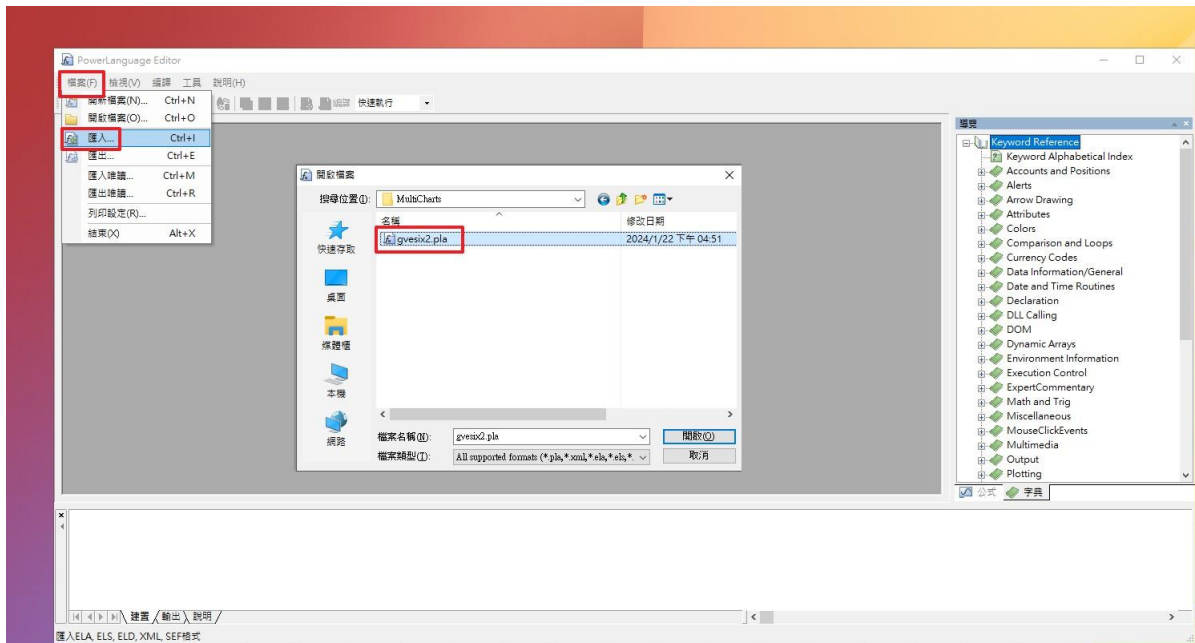 PowerLanguage Editor
檔案(F) 檢視(V) 編譯 工具 說明(H)
開新檔案(N)... Ctrl+N
開啟檔案(O)... Ctrl+O
匯入... Ctrl+I
匯出... Ctrl+E
匯入唯讀... Ctrl+M
匯出唯讀... Ctrl+R
列印設定(R)...
結束(X) Alt+X
編譯 快速執行
開啟檔案
搜尋位置(I): MultiCharts
名稱 修改日期
gvesix2.pla 2024/1/22 下午 04:51
快速存取
桌面
媒體櫃
本機
網路
檔案名稱(N): gvesix2.pla 開啟(O)
檔案類型(T): All supported formats (*.pla,*.xml,*.ela,*.els,*. 取消
導覽
Keyword Reference
Keyword Alphabetical Index
Accounts and Positions
Alerts
Arrow Drawing
Attributes
Colors
Comparison and Loops
Currency Codes
Data Information/General
Date and Time Routines
Declaration
DLL Calling
DOM
Dynamic Arrays
Environment Information
Execution Control
ExpertCommentary
Math and Trig
Miscellaneous
MouseClickEvents
Multimedia
Output
Plotting
公式 字典
建置 輸出 說明
匯入ELA, ELS, ELD, XML, SEF格式